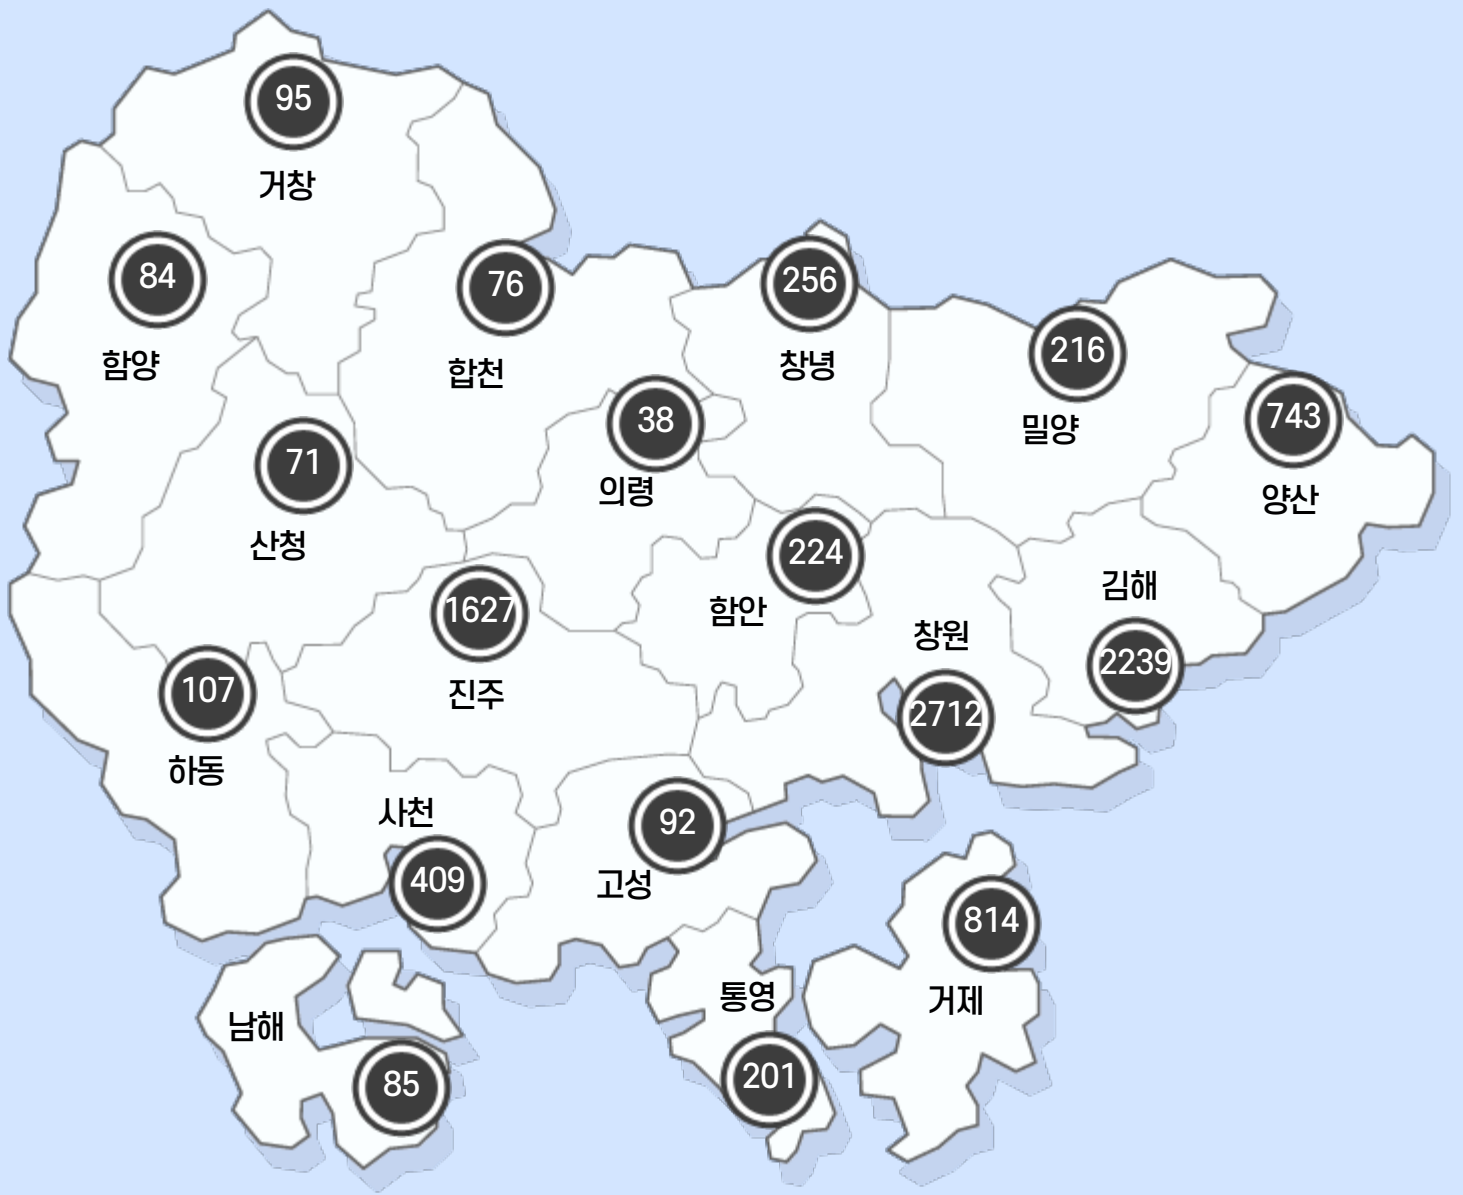 95
거창
84
함양
76
합천
256
창녕
216
밀양
743
양산
38
의령
71
산청
224
함안
김해
2239
1627
진주
창원
2712
107
하동
사천
409
92
고성
814
거제
통영
201
남해
85